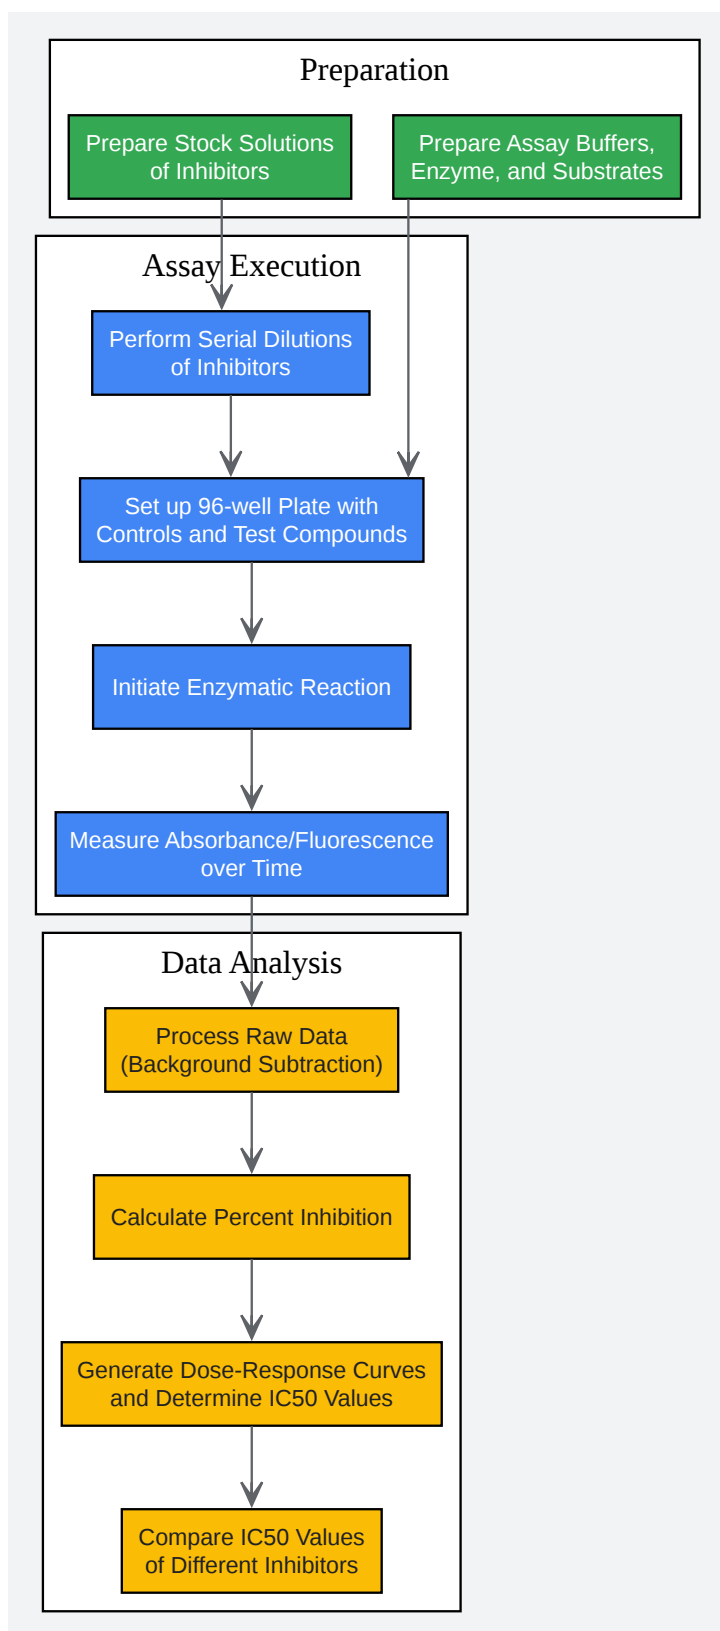 Preparation
Prepare Stock Solutions
of Inhibitors
Prepare Assay Buffers,
Enzyme, and Substrates
Assay Execution
Perform Serial Dilutions
of Inhibitors
Set up 96-well Plate with
Controls and Test Compounds
Initiate Enzymatic Reaction
Measure Absorbance/Fluorescence
over Time
Data Analysis
Process Raw Data
(Background Subtraction)
Calculate Percent Inhibition
Generate Dose-Response Curves
and Determine IC50 Values
Compare IC50 Values
of Different Inhibitors